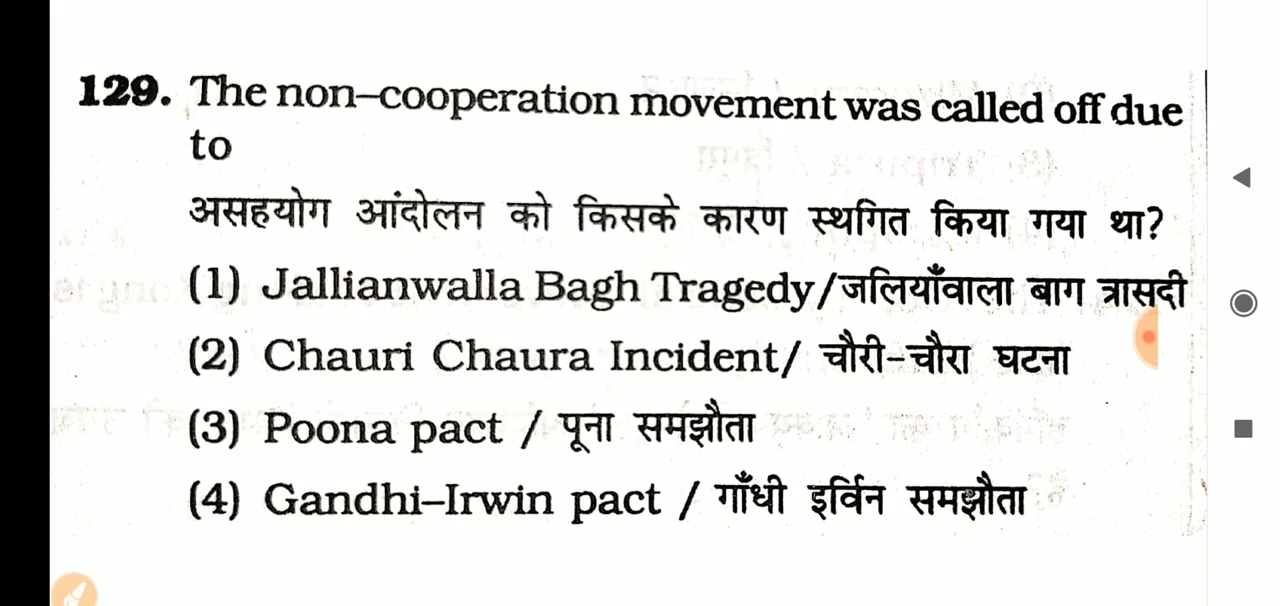 129. The non–cooperation movement was called off due
to
असहयोग आंदोलन को किसके कारण स्थगित किया गया था?
(1) Jallianwalla Bagh Tragedy/जलियाँवाला बाग त्रासदी
(2) Chauri Chaura Incident/ चौरी-चौरा घटना
(3) Poona pact / पूना समझौता
(4) Gandhi–Irwin pact / गाँधी इर्विन समझौता